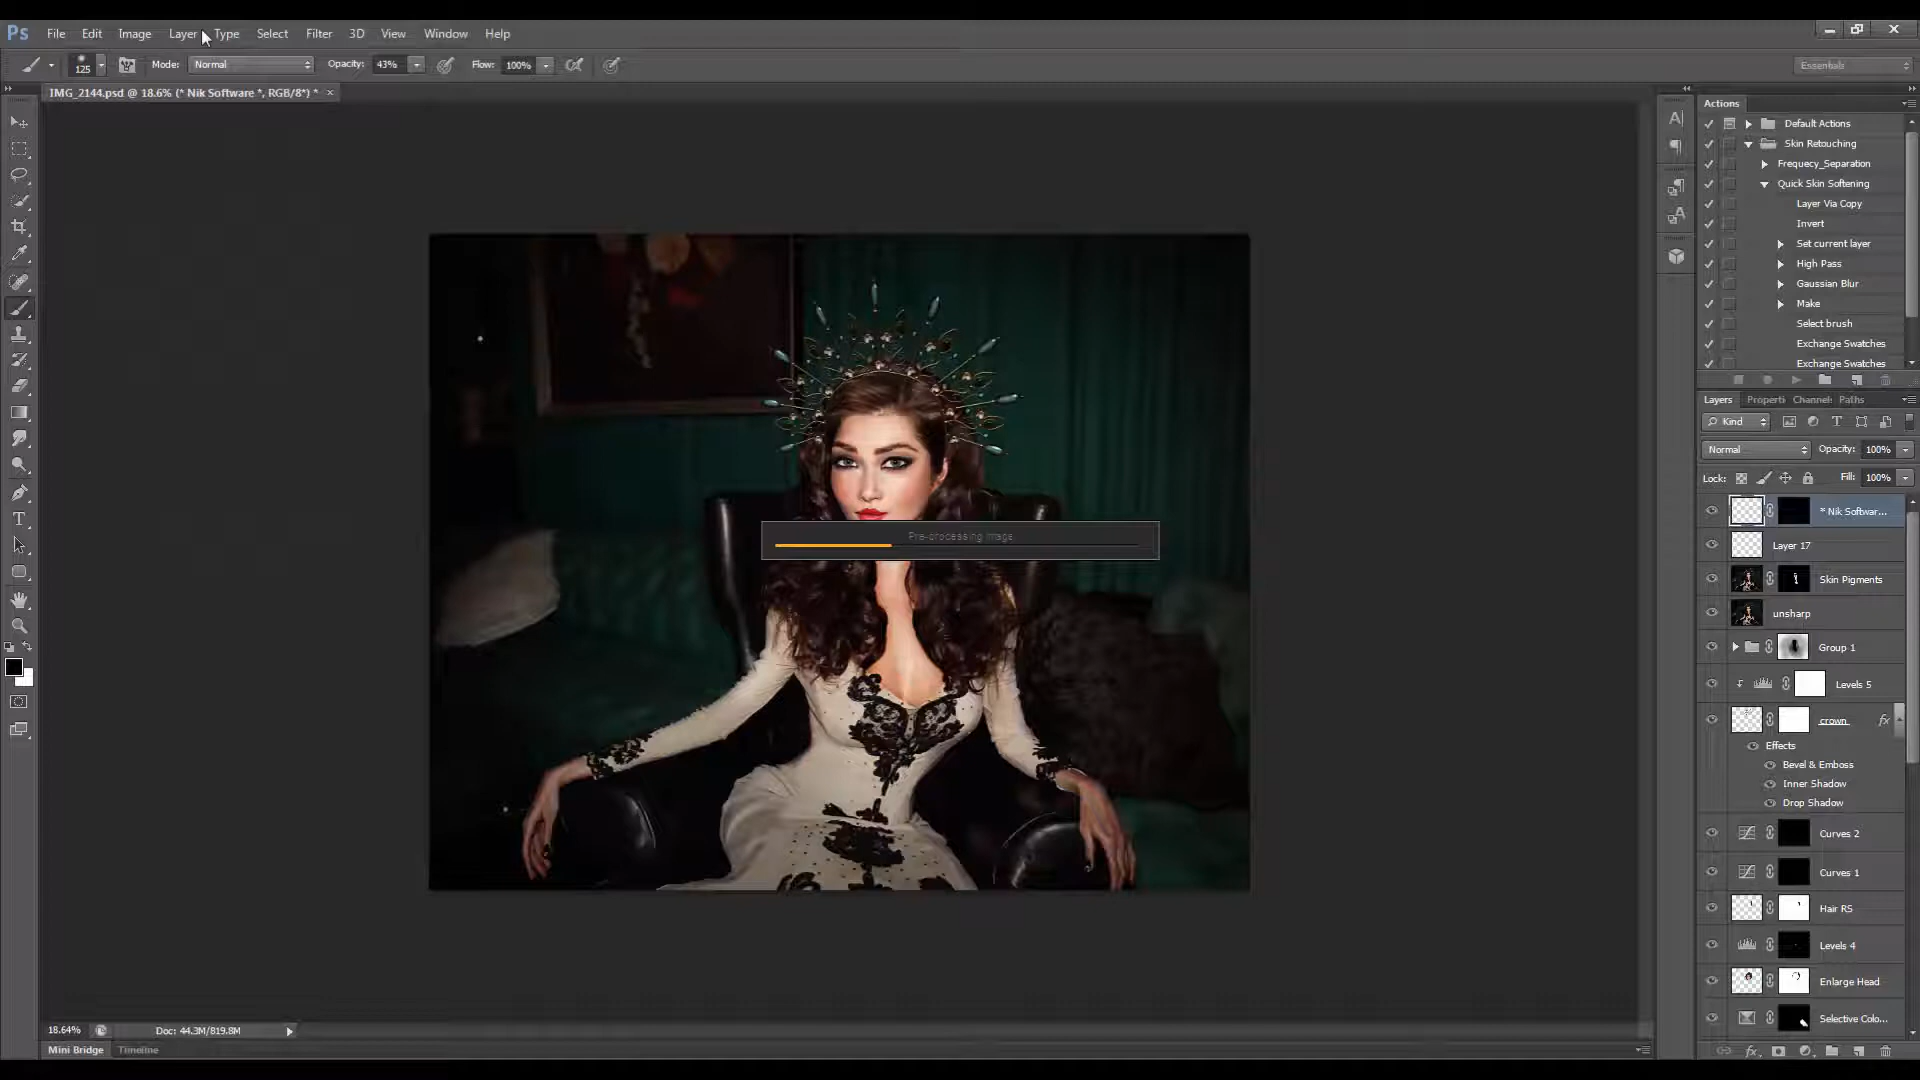 Ps File Edit Image Layer Type Select Filter 3D View Window Help
125 Mode: Normal Opacity: 43% Flow: 100% Essentials
IMG_2144.psd @ 18.6% (* Nik Software *, RGB/8*) * ×
Actions
Default Actions
Skin Retouching
Frequecy_Separation
Quick Skin Softening
Layer Via Copy
Invert
Set current layer
High Pass
Gaussian Blur
Make
Select brush
Exchange Swatches
Exchange Swatches
Layers Properti Channel: Paths
Kind
Normal Opacity: 100%
Lock: Fill: 100%
* Nik Softwar...
Layer 17
Pre-processing image
Skin Pigments
unsharp
Group 1
Levels 5
crown fx
Effects
Bevel & Emboss
Inner Shadow
Drop Shadow
Curves 2
Curves 1
Hair RS
Levels 4
Enlarge Head
Selective Colo...
18.64% Doc: 44.3M/819.8M
Mini Bridge Timeline